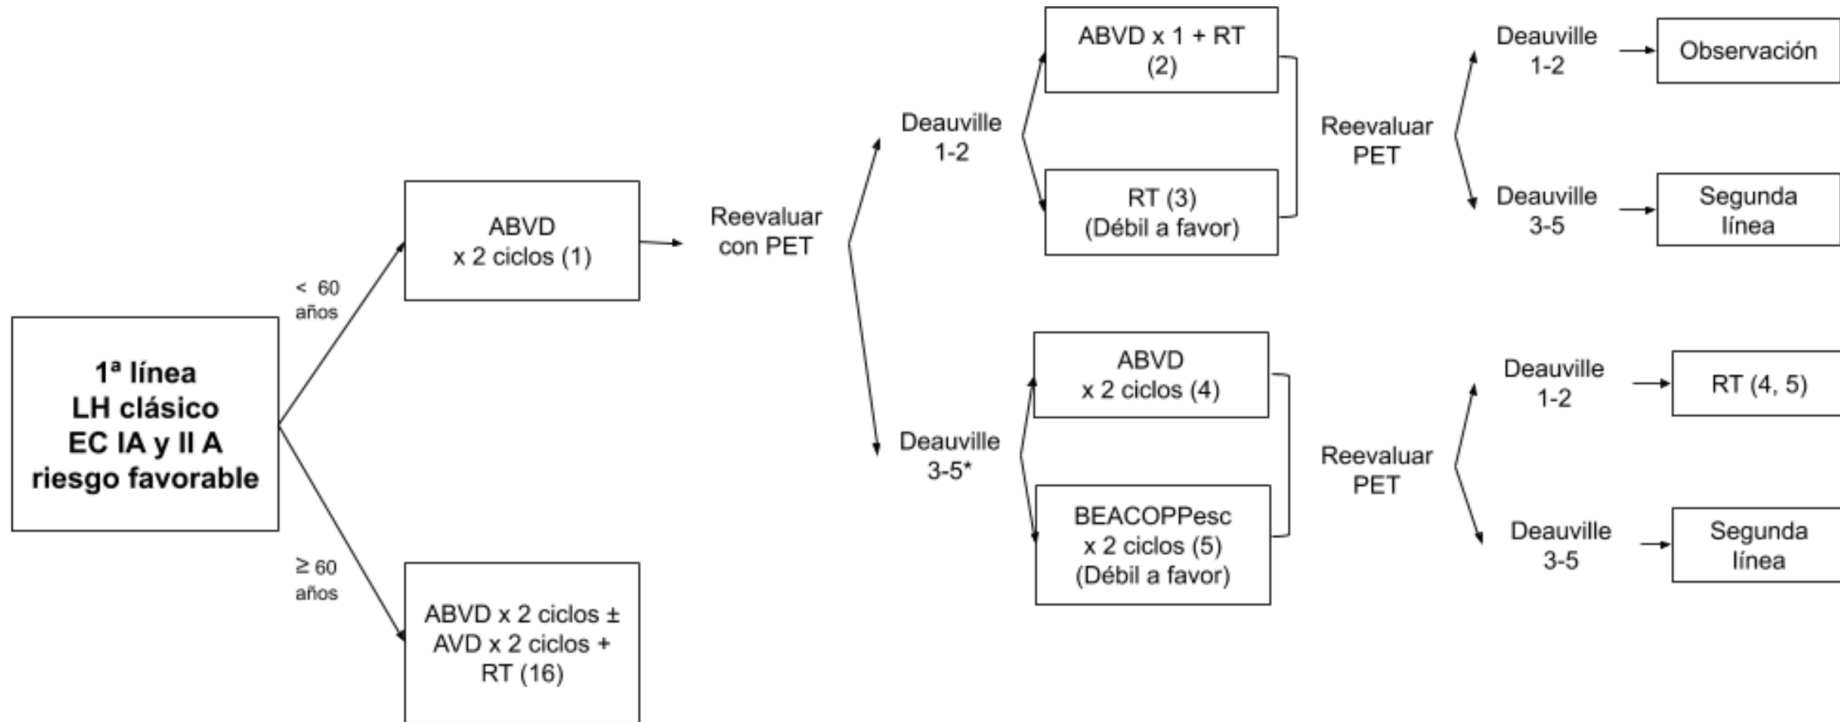 1ª línea
LH clásico
EC IA y II A
riesgo favorable
< 60
años
≥ 60
años
ABVD
x 2 ciclos (1)
ABVD x 2 ciclos ±
AVD x 2 ciclos +
RT (16)
Reevaluar
con PET
Deauville
1-2
Deauville
3-5*
ABVD x 1 + RT
(2)
RT (3)
(Débil a favor)
ABVD
x 2 ciclos (4)
BEACOPPesc
x 2 ciclos (5)
(Débil a favor)
Reevaluar
PET
Deauville
1-2
Observación
Deauville
3-5
Segunda
línea
Reevaluar
PET
Deauville
1-2
RT (4, 5)
Deauville
3-5
Segunda
línea